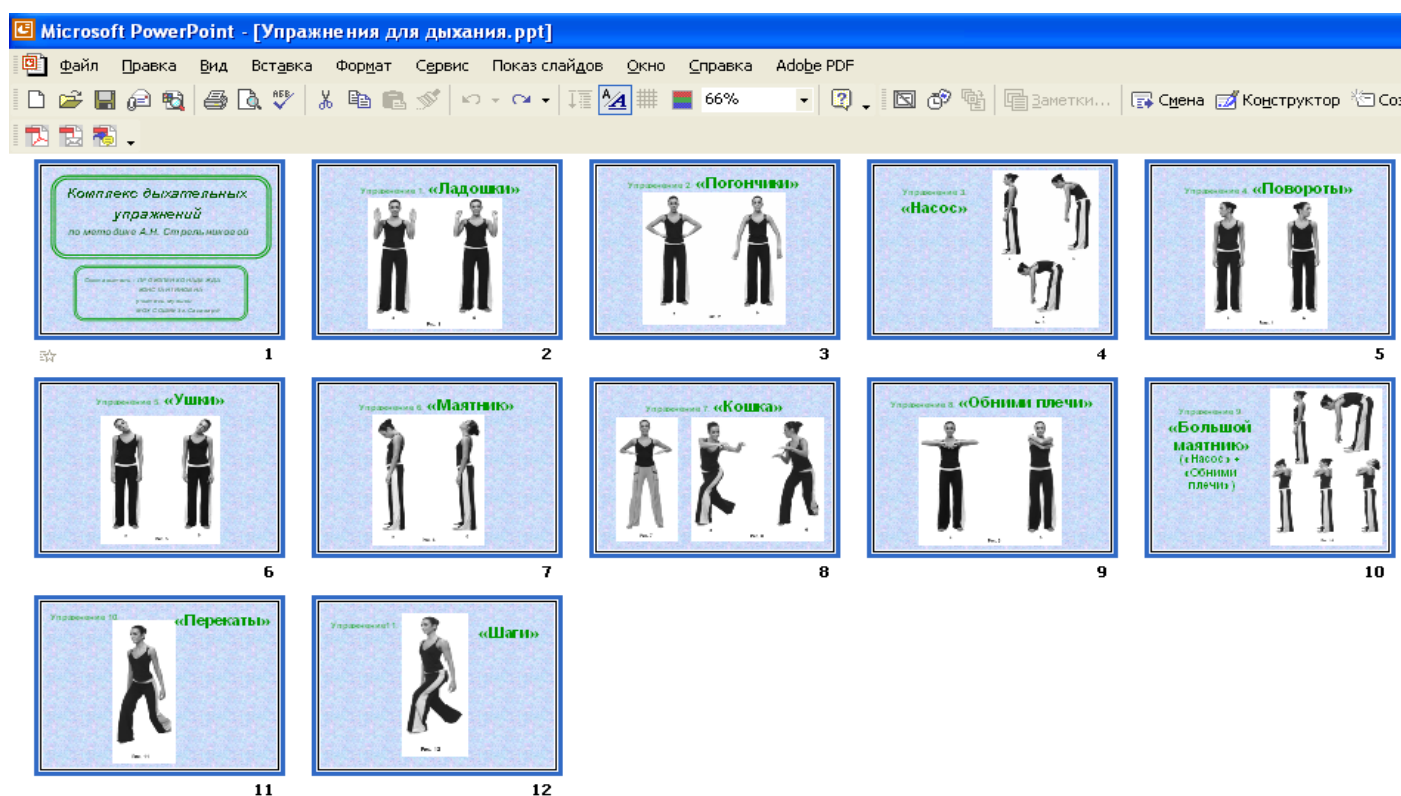 Microsoft PowerPoint - [Упражнения для дыхания.ppt]
Файл Правка Вид Вставка Формат Сервис Показ слайдов Окно Справка Adobe PDF
66% Заметки... Смена Конструктор Соз
Комплекс дыхательных
упражнений
по методике А.Н. Стрельниковой
1
Упражнение 1. «Ладошки»
2
Упражнение 2. «Погончики»
3
Упражнение 3.
«Насос»
4
Упражнение 4. «Повороты»
5
Упражнение 5. «Ушки»
6
Упражнение 6. «Маятник»
7
Упражнение 7. «Кошка»
8
Упражнение 8. «Обними плечи»
9
Упражнение 9.
«Большой
маятник»
(«Насос» +
«Обними
плечи»)
10
Упражнение 10. «Перекаты»
11
Упражнение11. «Шаги»
12